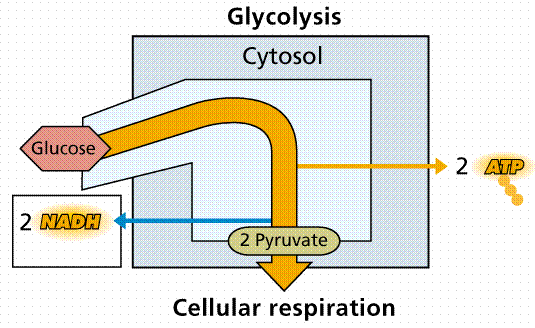 Glycolysis
Cytosol
Glucose
2 ATP
2 NADH
2 Pyruvate
Cellular respiration